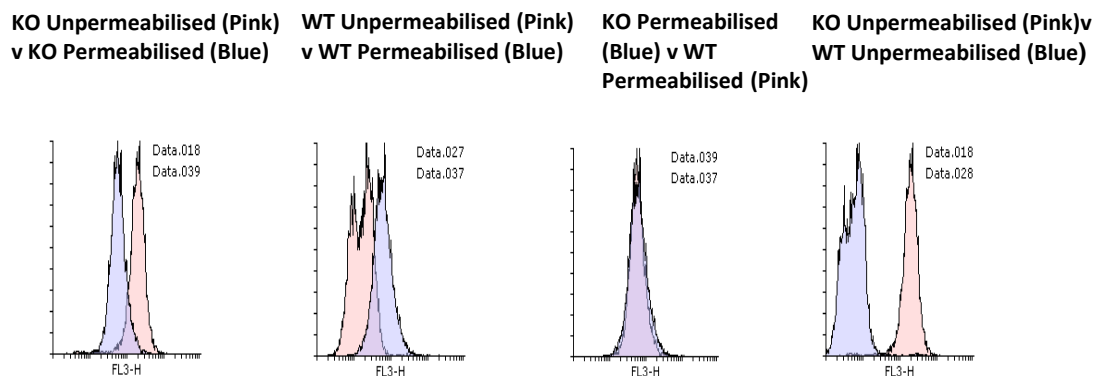 KO Unpermeabilised (Pink)
v KO Permeabilised (Blue)
WT Unpermeabilised (Pink)
v WT Permeabilised (Blue)
KO Permeabilised
(Blue) v WT
Permeabilised (Pink)
KO Unpermeabilised (Pink)v
WT Unpermeabilised (Blue)
Data.018
Data.039
FL3-H
Data.027
Data.037
FL3-H
Data.039
Data.037
FL3-H
Data.018
Data.028
FL3-H